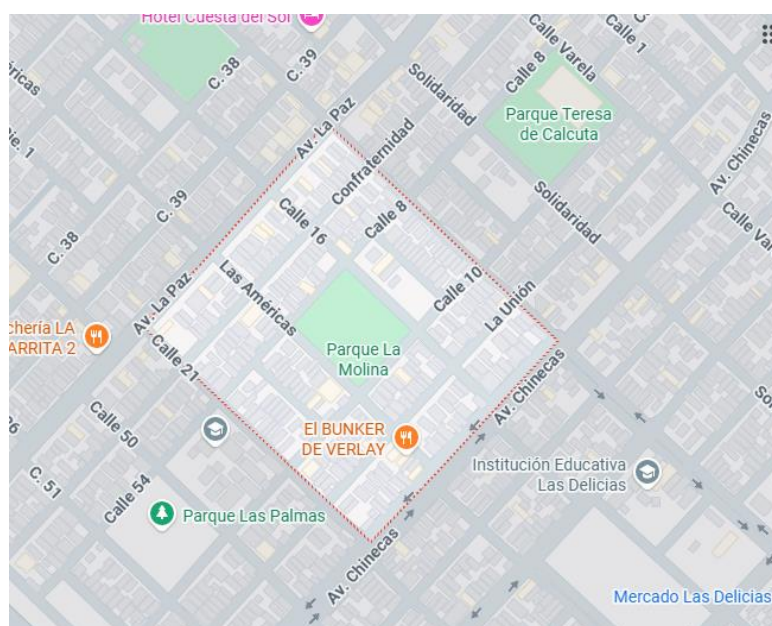 Hotel Cuesta del Sol
C. 38
C. 39
Av. La Paz
Solidaridad
Calle 8
Calle Varela
Calle 1
Parque Teresa
de Calcuta
Av. Chinecas
Confraternidad
Calle 16
Calle 8
Solidaridad
C. 39
C. 38
Las Américas
Calle 10
La Unión
Av. La Paz
Parque La
Molina
ARRITA 2
Calle 21
Av. Chinecas
El BUNKER
DE VERLAY
Calle 50
C. 51
Calle 54
Institución Educativa
Las Delicias
Parque Las Palmas
Av. Chinecas
Mercado Las Delicias